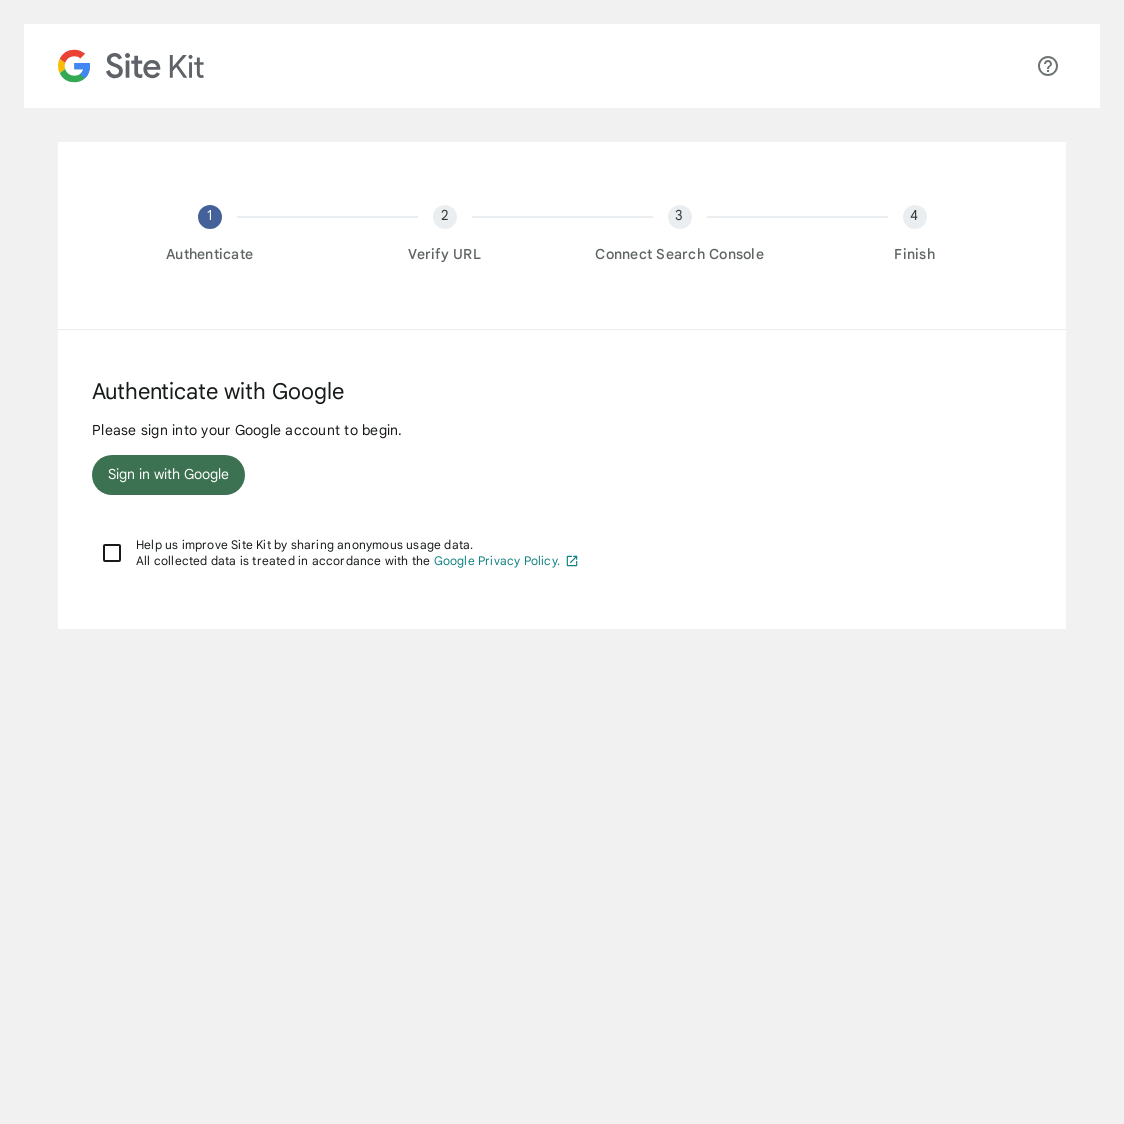 Site Kit
1
2
3
4
Authenticate
Verify URL
Connect Search Console
Finish
Authenticate with Google
Please sign into your Google account to begin.
Sign in with Google
Help us improve Site Kit by sharing anonymous usage data.
All collected data is treated in accordance with the Google Privacy Policy.